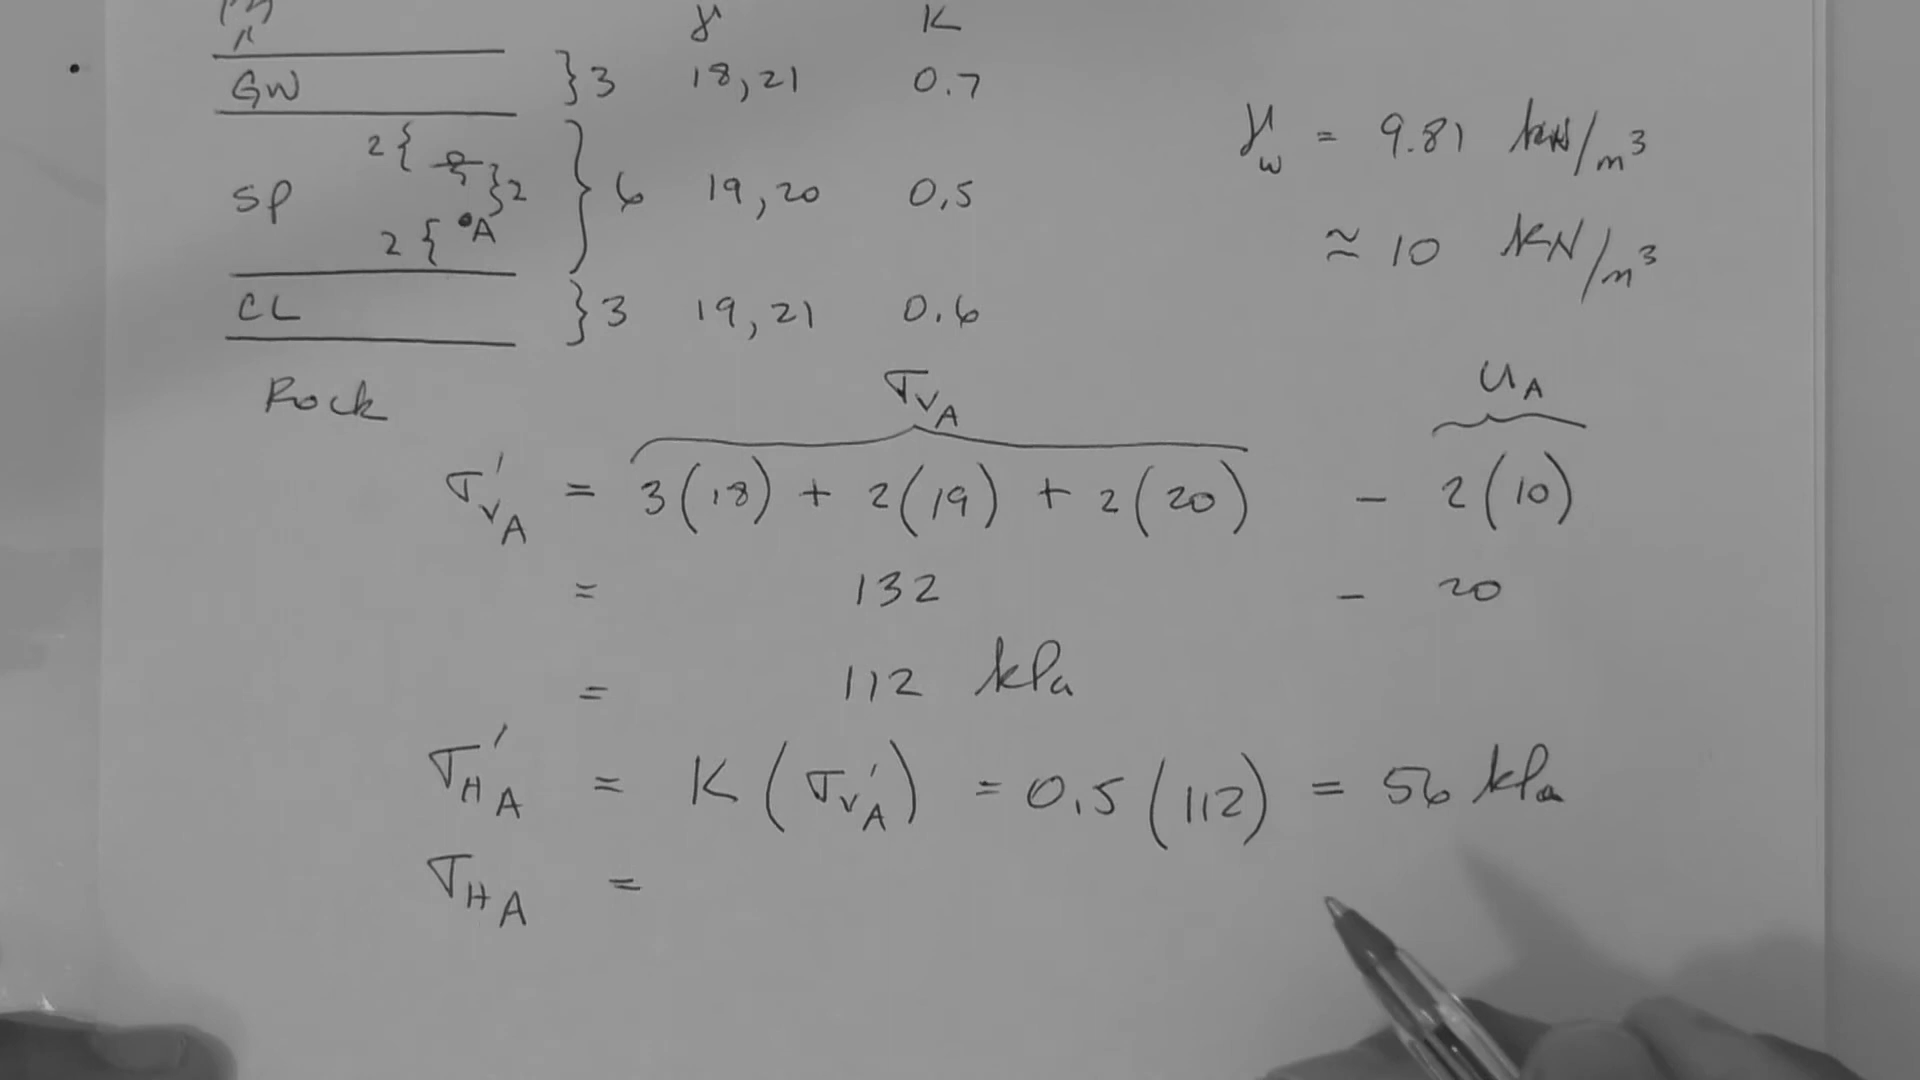 γ K
GW }3 18,21 0.7
SP 2{ }2 2{ •A }6 19,20 0.5
CL }3 19,21 0.6
Rock
γw = 9.81 kN/m³
≈ 10 kN/m³
σvA uA
σ'vA = 3(18) + 2(19) + 2(20) - 2(10)
= 132 - 20
= 112 kPa
σ'HA = K(σ'vA) = 0.5(112) = 56 kPa
σHA =